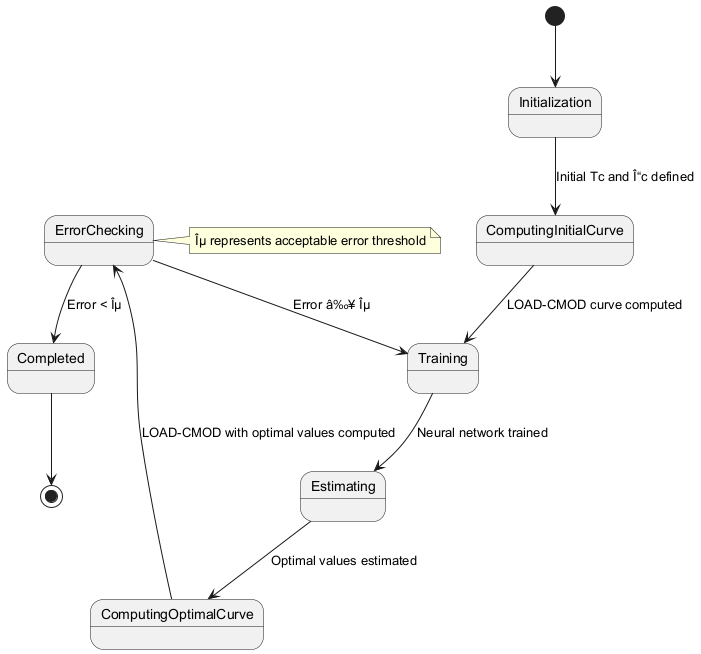 Initialization
Initial Tc and Î“c defined
ErrorChecking
Îµ represents acceptable error threshold
ComputingInitialCurve
Error < Îµ
Error â‰¥ Îµ
LOAD-CMOD curve computed
Completed
Training
LOAD-CMOD with optimal values computed
Neural network trained
Estimating
Optimal values estimated
ComputingOptimalCurve